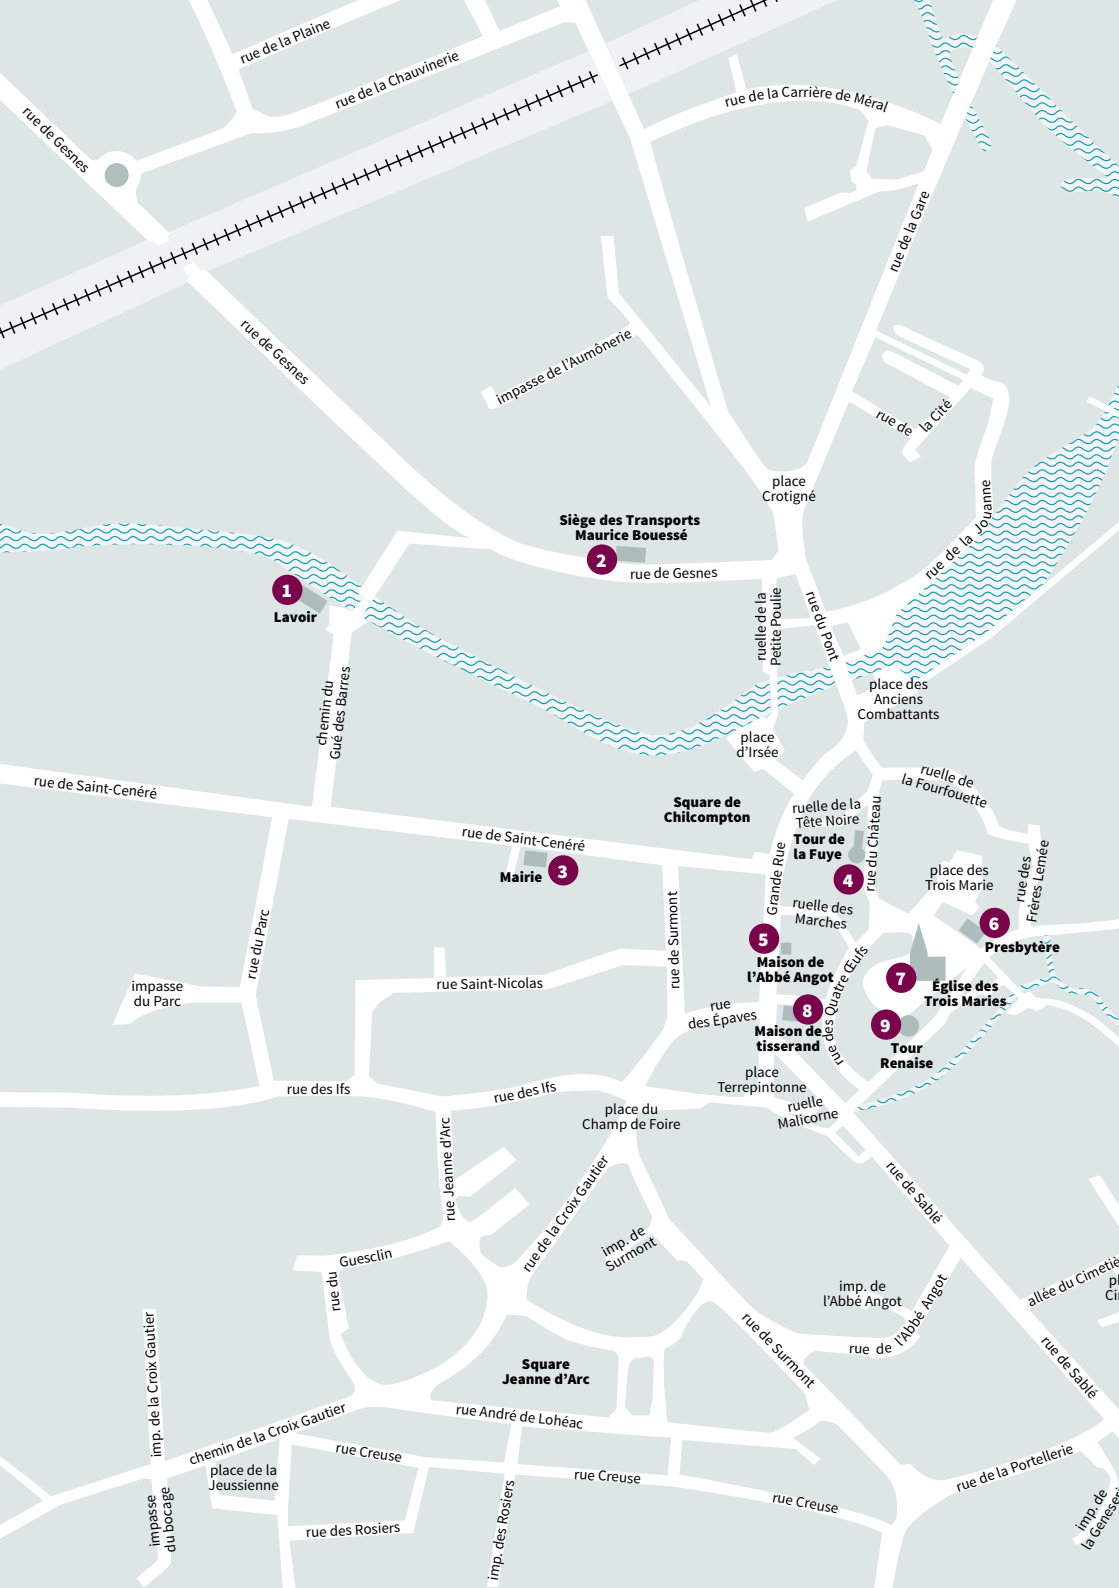 rue de la Plaine
rue de la Chauvinerie
rue de Gesnes
rue de la Carrière de Méral
rue de la Gare
rue de Gesnes
impasse de l'Aumônerie
rue de
la Cité
place
Crotigné
Siège des Transports
Maurice Bouessé
2
rue de Gesnes
rue de la Jouanne
1
Lavoir
ruelle de la
Petite Poulie
rue du Pont
chemin du
Gué des Barres
place des
Anciens
Combattants
place
d'Irsée
rue de Saint-Cenéré
ruelle de
la Fourfouette
Square de
Chilcompton
ruelle de la
Tête Noire
rue de Saint-Cenéré
Tour de
la Fuye
4
rue du Château
Mairie
3
Grande Rue
place des
Trois Marie
rue des
Frères Lemée
rue du Parc
rue de Surmont
ruelle des
Marches
6
Presbytère
5
Maison de
l'Abbé Angot
impasse
du Parc
rue Saint-Nicolas
7
Église des
Trois Maries
rue
des Épaves
8
Maison de
tisserand
rue des Quatre Œufs
9
Tour
Renaise
place
Terrepintonne
rue des Ifs
rue des Ifs
ruelle
Malicorne
place du
Champ de Foire
rue Jeanne d'Arc
rue de la Croix Gautier
rue de Sablé
imp. de
Surmont
Guesclin
rue du
imp. de
l'Abbé Angot
allée du Cimetiè
pl
Ci
rue de l'Abbé Angot
rue de Surmont
imp. de la Croix Gautier
Square
Jeanne d'Arc
rue de Sablé
rue André de Lohéac
chemin de la Croix Gautier
rue Creuse
place de la
Jeussienne
rue Creuse
rue de la Portellerie
rue Creuse
impasse
du bocage
rue des Rosiers
imp. des Rosiers
imp. de
la Geneseri